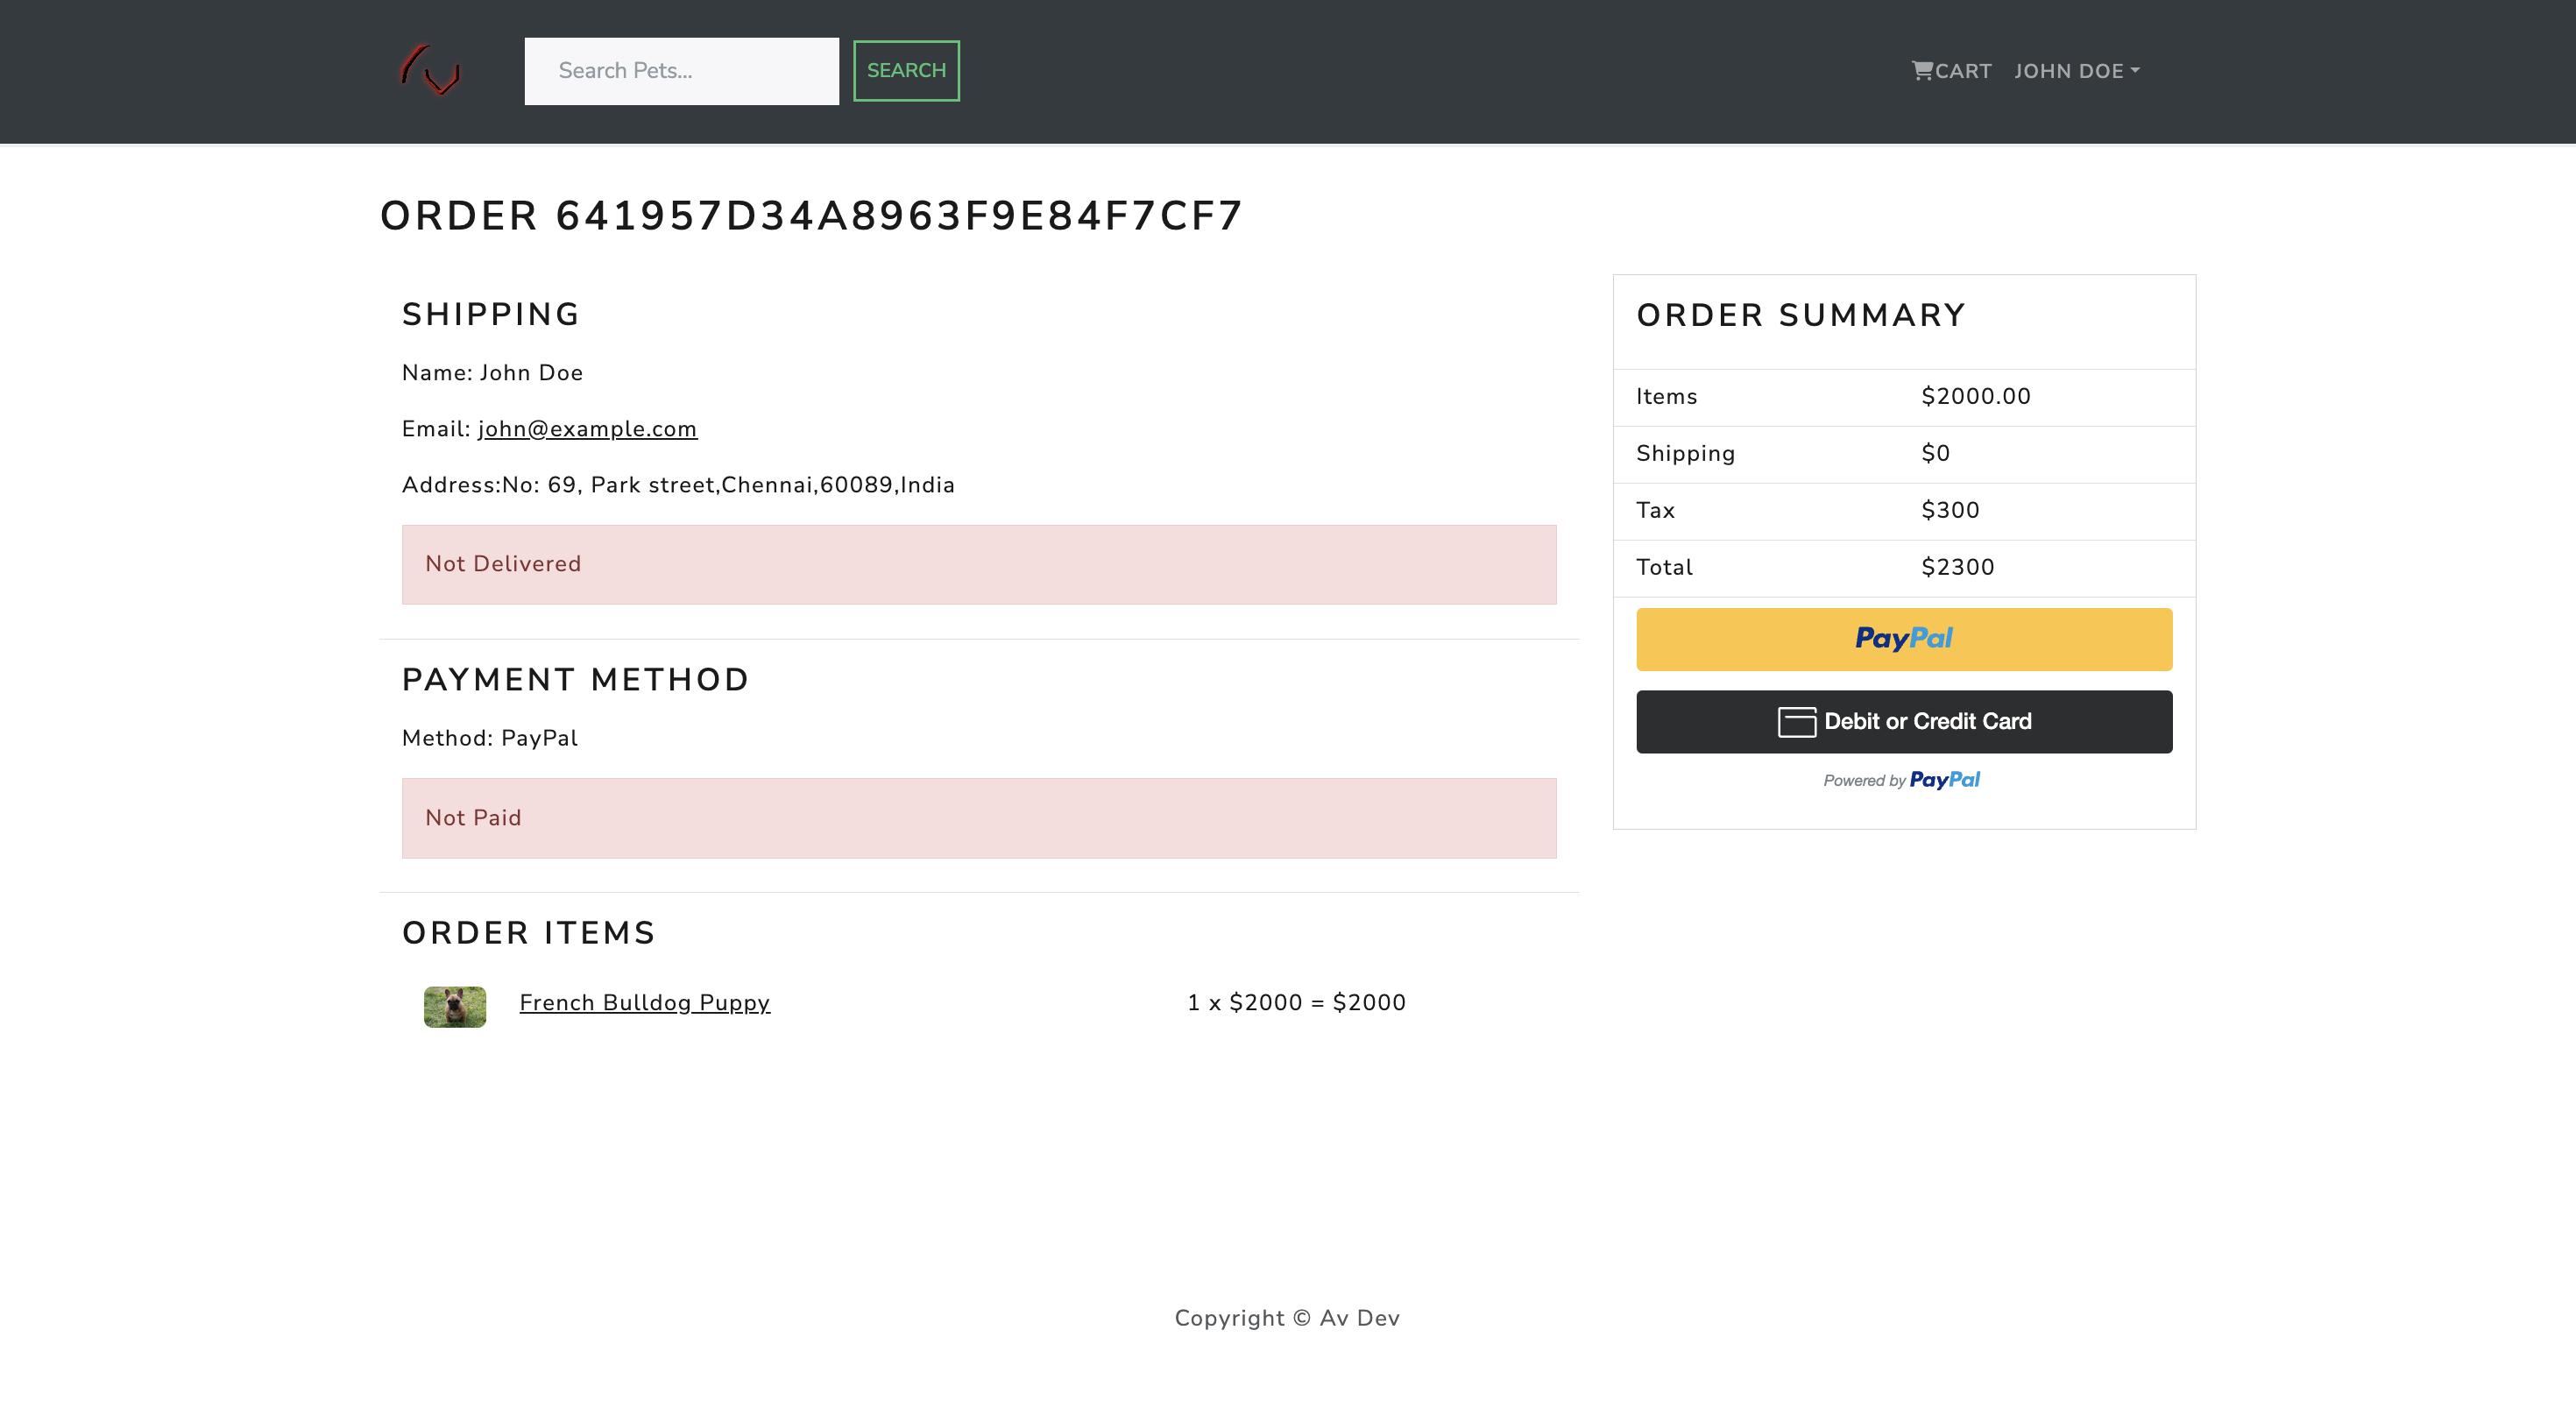 Search Pets...
SEARCH
CART
JOHN DOE
ORDER 641957D34A8963F9E84F7CF7
SHIPPING
Name: John Doe
Email: john@example.com
Address:No: 69, Park street,Chennai,60089,India
Not Delivered
PAYMENT METHOD
Method: PayPal
Not Paid
ORDER ITEMS
French Bulldog Puppy 1 x $2000 = $2000
ORDER SUMMARY
Items $2000.00
Shipping $0
Tax $300
Total $2300
PayPal
Debit or Credit Card
Powered by PayPal
Copyright © Av Dev